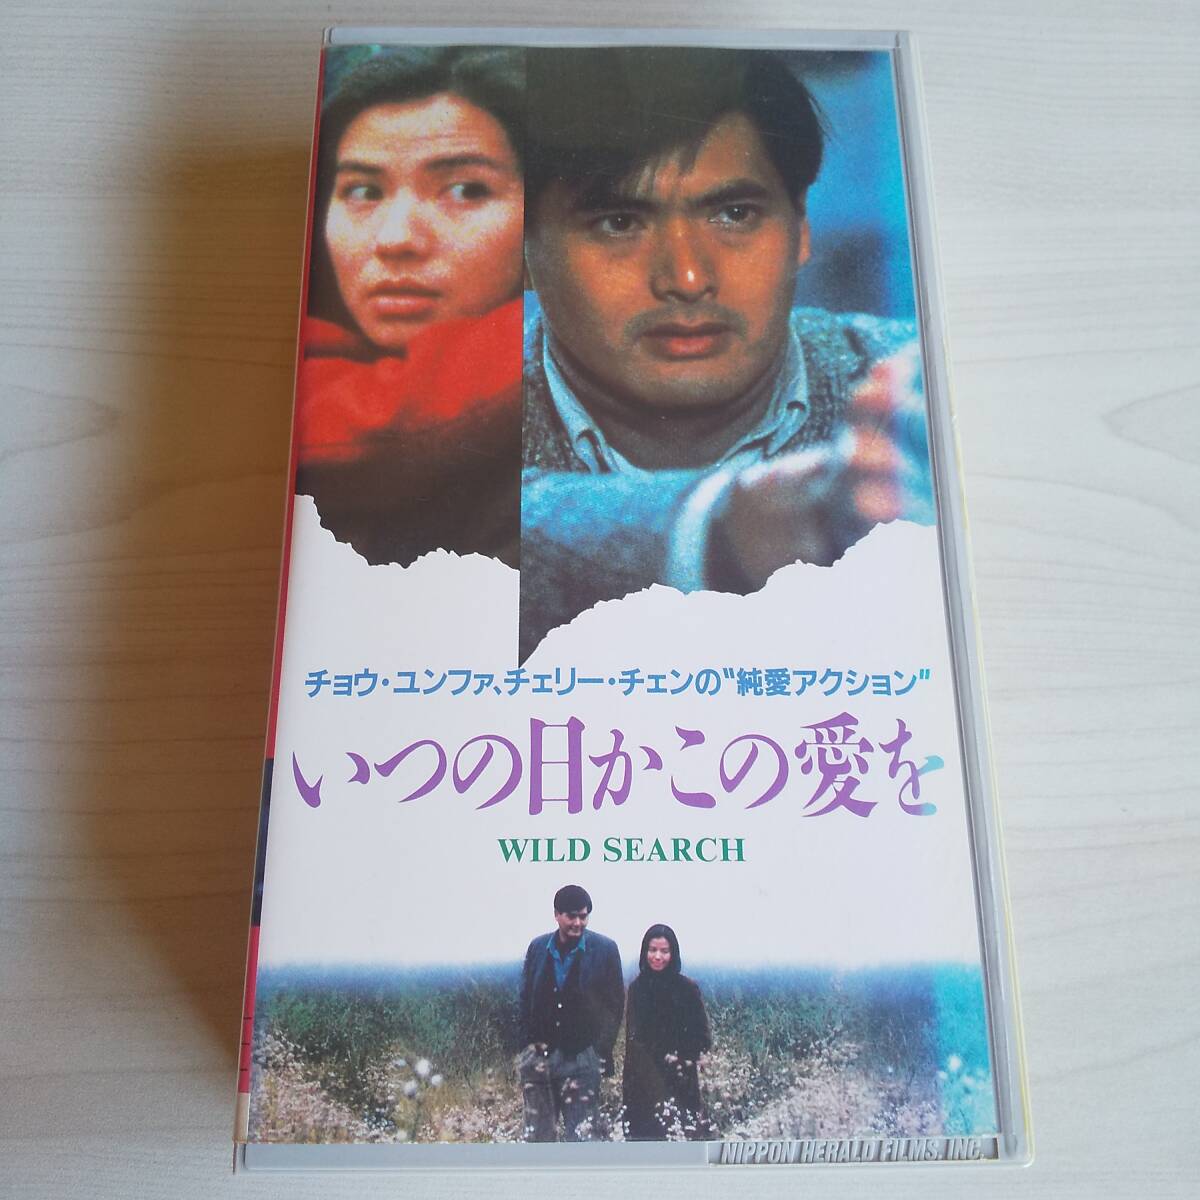 チョウ・ユンファ、チェリー・チェンの"純愛アクション"
いつの日かこの愛を
WILD SEARCH
NIPPON HERALD FILMS, INC.